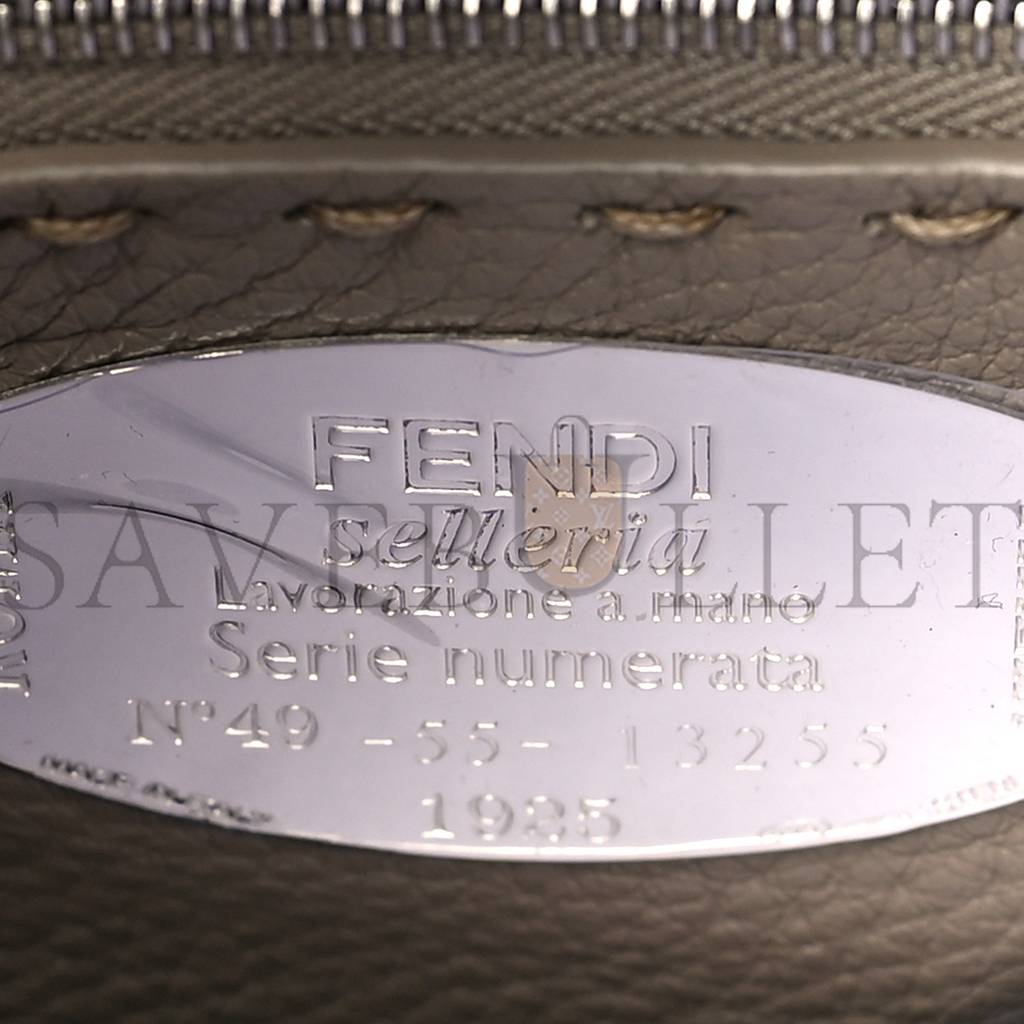 FENDI
selleria
Lavorazione a mano
Serie numerata
N° 49 - 55 - 13255
1925
SAVEBULLET